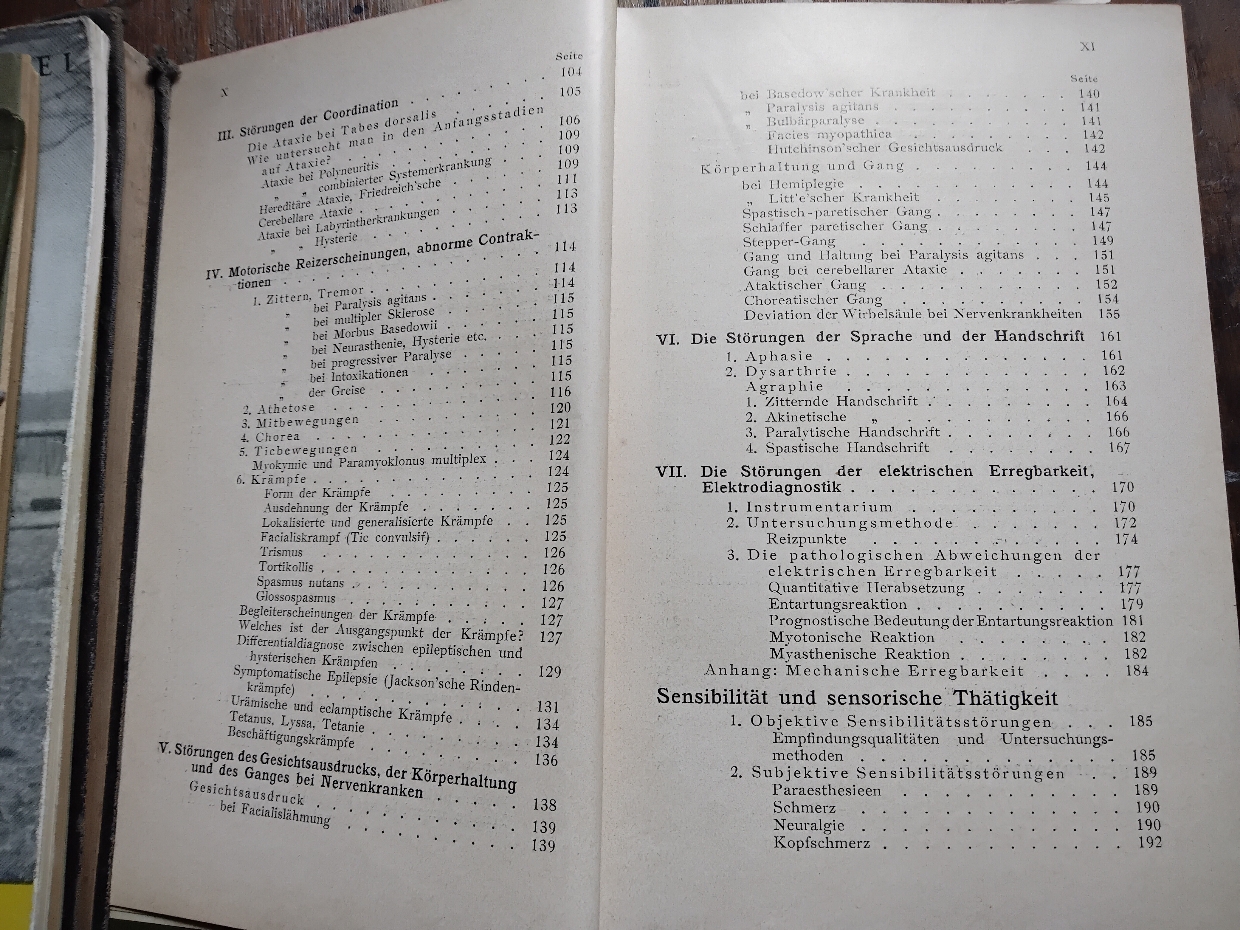 EL
X
Seite
III. Störungen der Coordination . . . . . . . 104
Die Ataxie bei Tabes dorsalis . . . . . . 105
Wie untersucht man in den Anfangsstadien
auf Ataxie? . . . . . . 106
Ataxie bei Polyneuritis . . . . . . 109
„ combinierter Systemerkrankung . . . . 109
Hereditäre Ataxie, Friedreich'sche . . . . . 109
Cerebellare Ataxie . . . . . . 111
Ataxie bei Labyrintherkrankungen . . . . . 113
„ „ Hysterie . . . . . . 113
IV. Motorische Reizerscheinungen, abnorme Contrak-
tionen . . . . . . 114
1. Zittern, Tremor . . . . . . 114
„ bei Paralysis agitans . . . . . . 114
„ bei multipler Sklerose . . . . . . 115
„ bei Morbus Basedowii . . . . . . 115
„ bei Neurasthenie, Hysterie etc. . . . . 115
„ bei progressiver Paralyse . . . . . 115
„ bei Intoxikationen . . . . . . 115
„ der Greise . . . . . . 115
2. Athetose . . . . . . 116
3. Mitbewegungen . . . . . . 120
4. Chorea . . . . . . 121
5. Ticbewegungen . . . . . . 122
Myokymie und Paramyoklonus multiplex . . . 124
6. Krämpfe . . . . . . 124
Form der Krämpfe . . . . . . 125
Ausdehnung der Krämpfe . . . . . . 125
Lokalisierte und generalisierte Krämpfe . . 125
Facialiskrampf (Tic convulsif) . . . . . . 125
Trismus . . . . . . 126
Tortikollis . . . . . . 126
Spasmus nutans . . . . . . 126
Glossospasmus . . . . . . 127
Begleiterscheinungen der Krämpfe . . . . . 127
Welches ist der Ausgangspunkt der Krämpfe? 127
Differentialdiagnose zwischen epileptischen und
hysterischen Krämpfen . . . . . . 129
Symptomatische Epilepsie (Jackson'sche Rinden-
krämpfe) . . . . . . 131
Urämische und eclamptische Krämpfe . . . . 134
Tetanus, Lyssa, Tetanie . . . . . . 134
Beschäftigungskrämpfe . . . . . . 136
V. Störungen des Gesichtsausdrucks, der Körperhaltung
und des Ganges bei Nervenkranken . . . . . 138
Gesichtsausdruck . . . . . . 139
bei Facialislähmung . . . . . . 139
XI
Seite
bei Basedow'scher Krankheit . . . . . . 140
„ Paralysis agitans . . . . . . 141
„ Bulbärparalyse . . . . . . 141
„ Facies myopathica . . . . . . 142
Hutchinson'scher Gesichtsausdruck . . . 142
Körperhaltung und Gang . . . . . . 144
bei Hemiplegie . . . . . . 144
„ Litt'e'scher Krankheit . . . . . . 145
Spastisch-paretischer Gang . . . . . . 147
Schlaffer paretischer Gang . . . . . . 147
Stepper-Gang . . . . . . 149
Gang und Haltung bei Paralysis agitans . . . 151
Gang bei cerebellarer Ataxie . . . . . . 151
Ataktischer Gang . . . . . . 152
Choreatischer Gang . . . . . . 154
Deviation der Wirbelsäule bei Nervenkrankheiten 155
VI. Die Störungen der Sprache und der Handschrift 161
1. Aphasie . . . . . . 161
2. Dysarthrie . . . . . . 162
Agraphie . . . . . . 163
1. Zitternde Handschrift . . . . . . 164
2. Akinetische „ . . . . . . 166
3. Paralytische Handschrift . . . . . . 166
4. Spastische Handschrift . . . . . . 167
VII. Die Störungen der elektrischen Erregbarkeit,
Elektrodiagnostik . . . . . . 170
1. Instrumentarium . . . . . . 170
2. Untersuchungsmethode . . . . . . 172
Reizpunkte . . . . . . 174
3. Die pathologischen Abweichungen der
elektrischen Erregbarkeit . . . . . 177
Quantitative Herabsetzung . . . . . . 177
Entartungsreaktion . . . . . . 179
Prognostische Bedeutung der Entartungsreaktion 181
Myotonische Reaktion . . . . . . 182
Myasthenische Reaktion . . . . . . 182
Anhang: Mechanische Erregbarkeit . . . . 184
Sensibilität und sensorische Thätigkeit
1. Objektive Sensibilitätsstörungen . . . 185
Empfindungsqualitäten und Untersuchungs-
methoden . . . . . . 185
2. Subjektive Sensibilitätsstörungen . . 189
Paraesthesieen . . . . . . 189
Schmerz . . . . . . 190
Neuralgie . . . . . . 190
Kopfschmerz . . . . . . 192